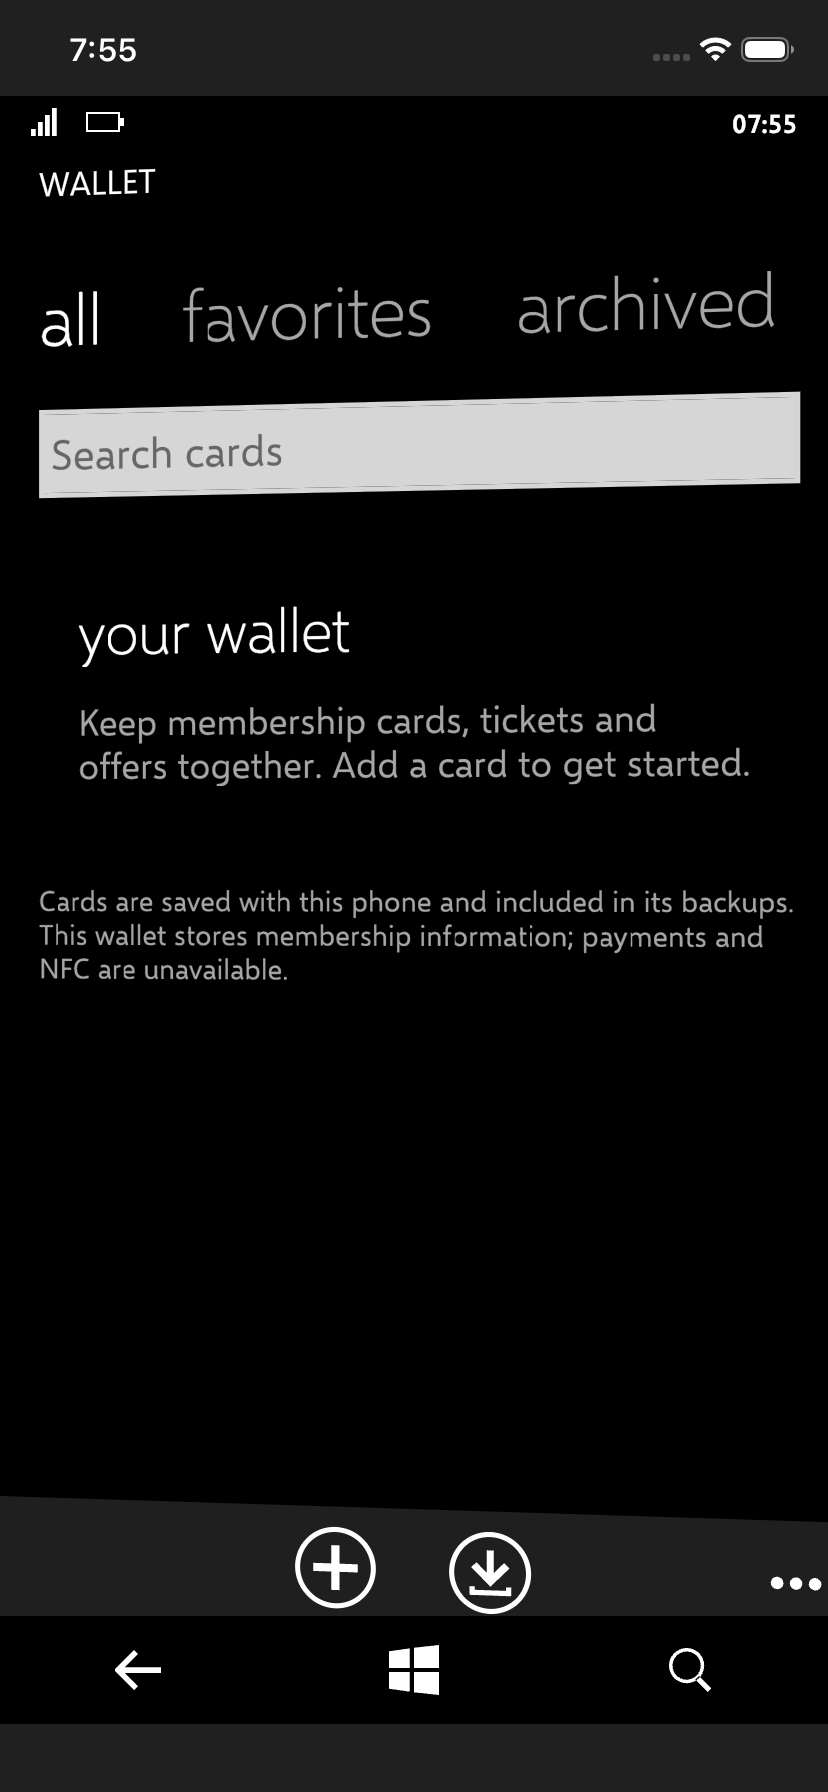 7:55
07:55
WALLET
all favorites archived
Search cards
your wallet
Keep membership cards, tickets and
offers together. Add a card to get started.
Cards are saved with this phone and included in its backups.
This wallet stores membership information; payments and
NFC are unavailable.